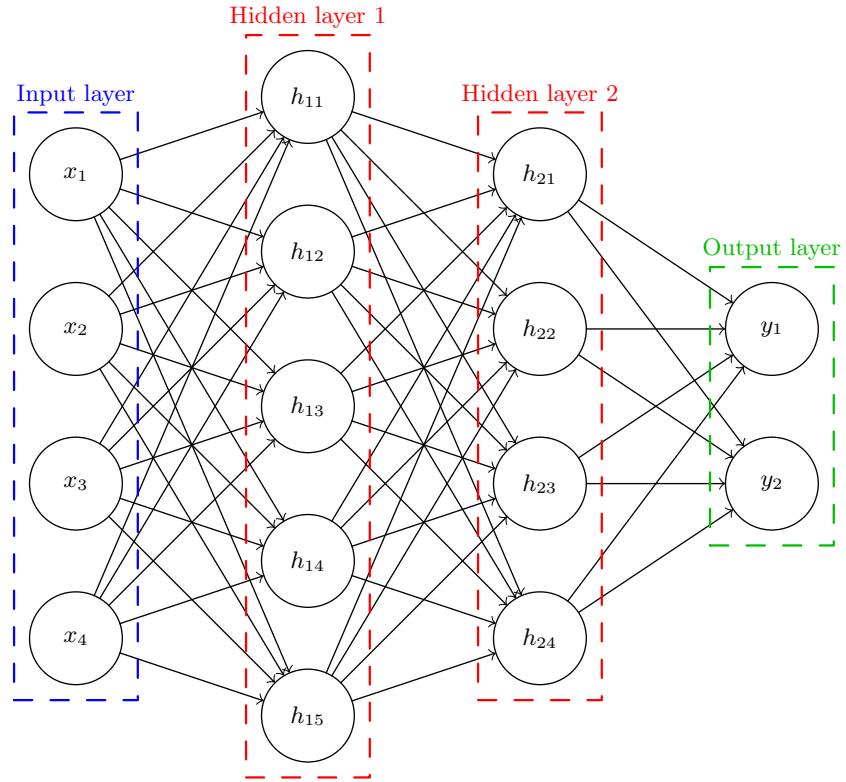 Hidden layer 1
Input layer
Hidden layer 2
Output layer
x₁
x₂
x₃
x₄
h₁₁
h₁₂
h₁₃
h₁₄
h₁₅
h₂₁
h₂₂
h₂₃
h₂₄
y₁
y₂